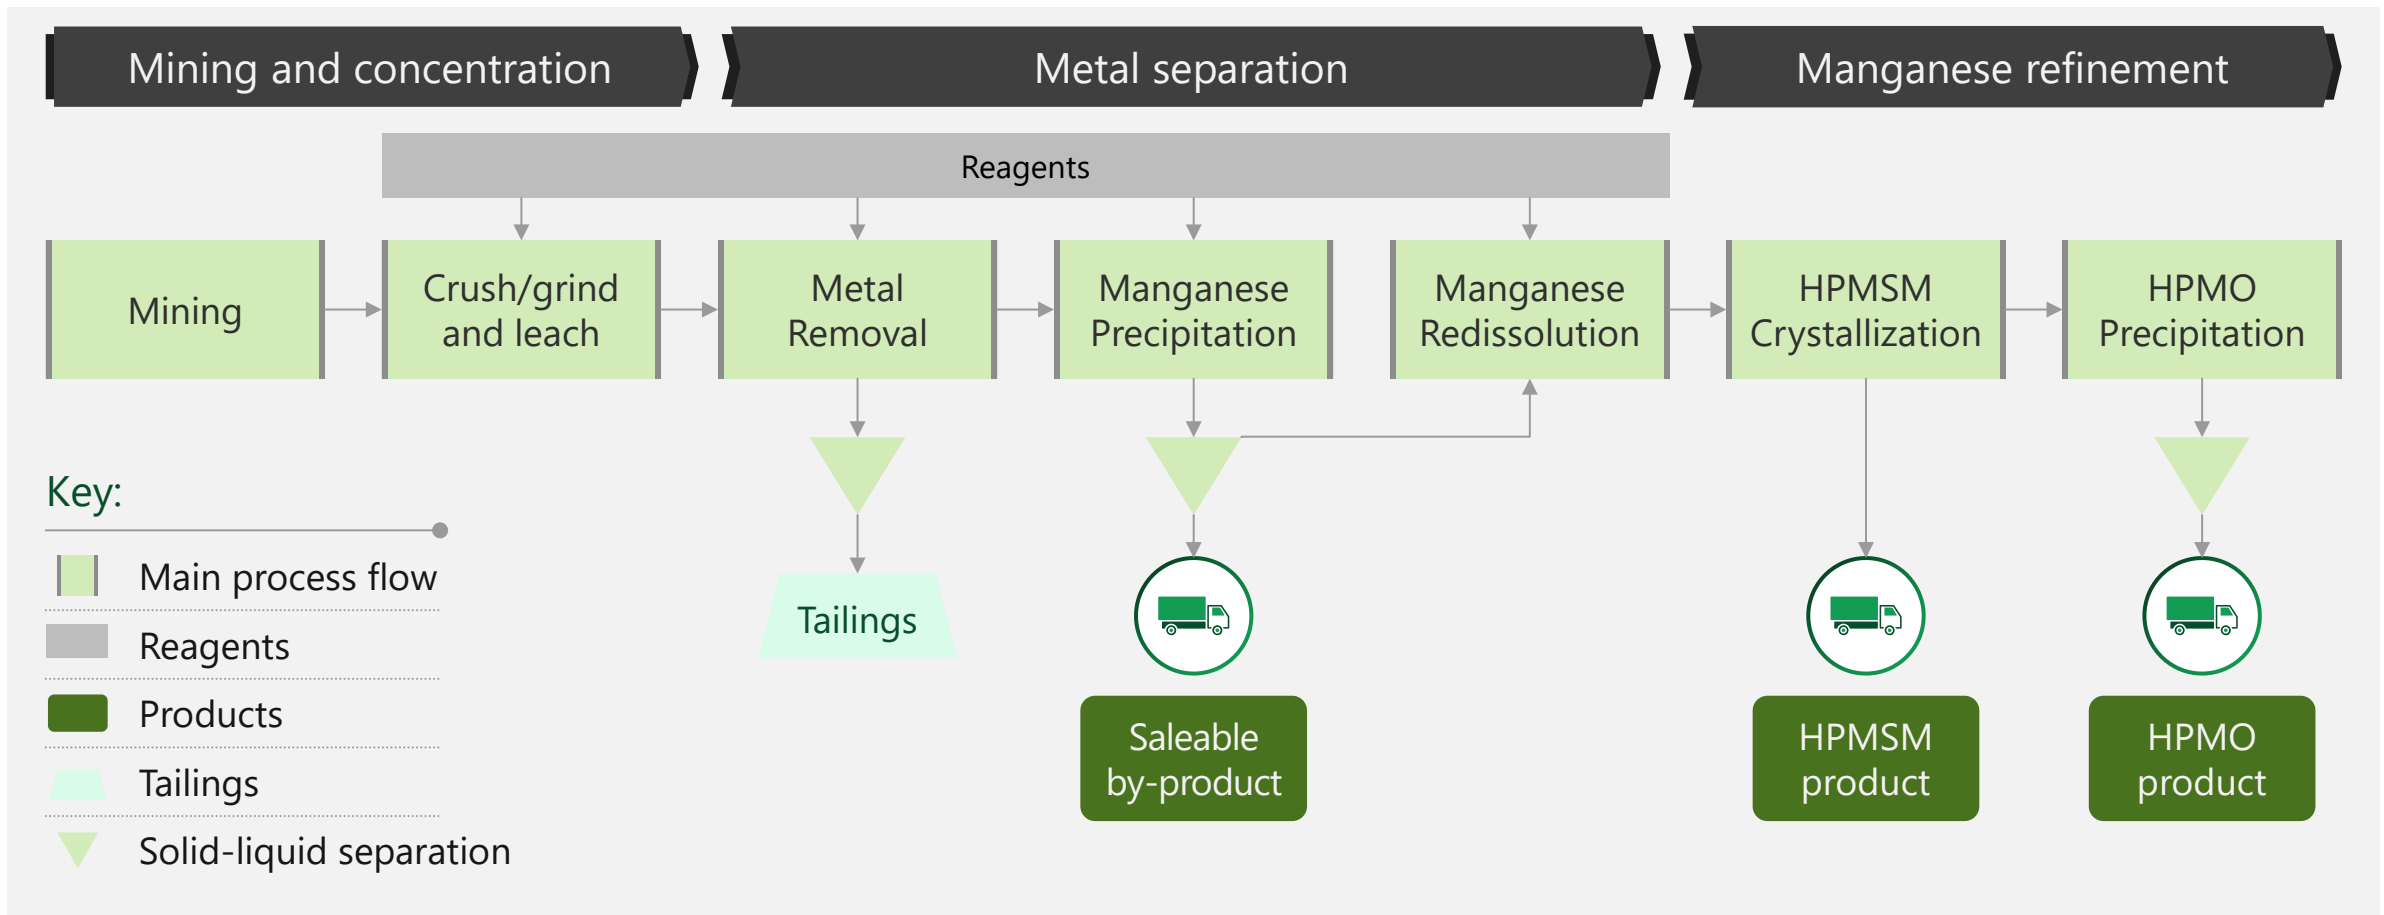 Mining and concentration
Metal separation
Manganese refinement
Reagents
Mining
Crush/grind
and leach
Metal
Removal
Manganese
Precipitation
Manganese
Redissolution
HPMSM
Crystallization
HPMO
Precipitation
Key:
Main process flow
Reagents
Products
Tailings
Solid-liquid separation
Tailings
Saleable
by-product
HPMSM
product
HPMO
product